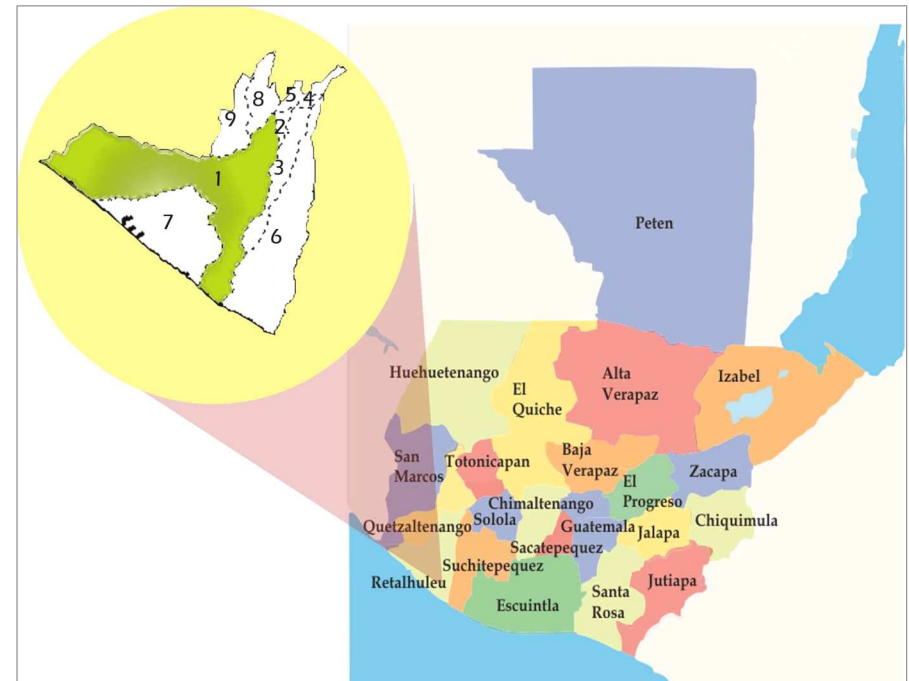 8
5
4
9
2
3
1
7
6
Peten
Huehuetenango
El
Quiche
Alta
Verapaz
Izabel
San
Marcos
Totonicapan
Baja
Verapaz
El
Progreso
Zacapa
Chimaltenango
Quetzaltenango
Solola
Guatemala
Jalapa
Chiquimula
Sacatepequez
Suchitepequez
Retalhuleu
Escuintla
Santa
Rosa
Jutiapa